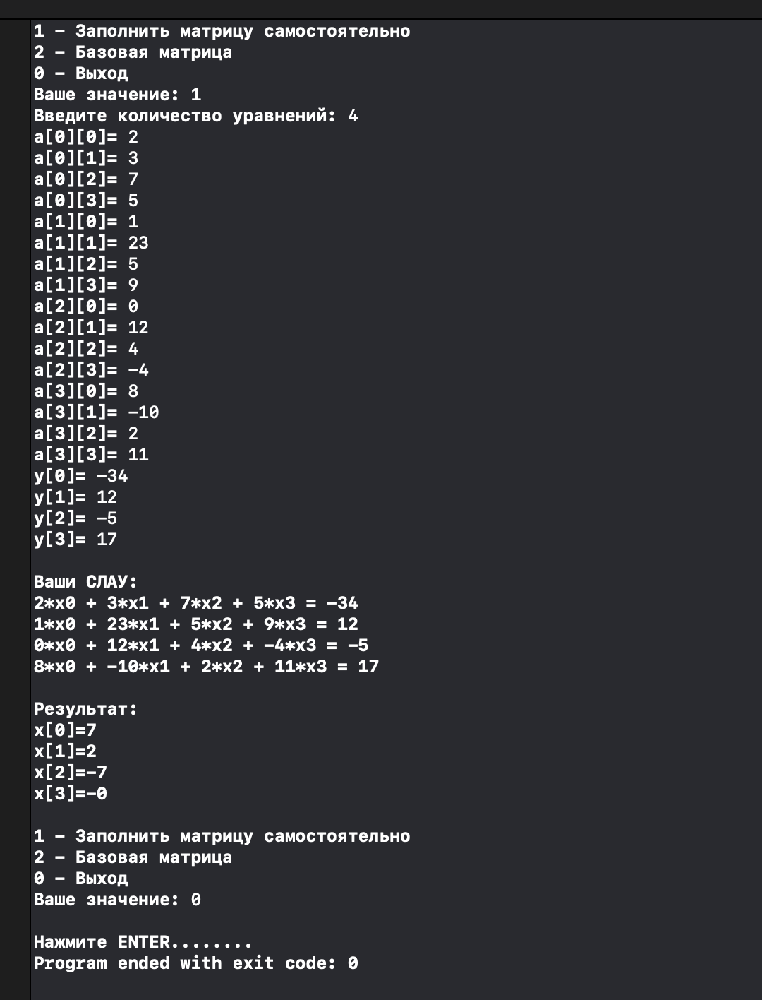 1 – Заполнить матрицу самостоятельно
2 – Базовая матрица
0 – Выход
Ваше значение: 1
Введите количество уравнений: 4
a[0][0]= 2
a[0][1]= 3
a[0][2]= 7
a[0][3]= 5
a[1][0]= 1
a[1][1]= 23
a[1][2]= 5
a[1][3]= 9
a[2][0]= 0
a[2][1]= 12
a[2][2]= 4
a[2][3]= -4
a[3][0]= 8
a[3][1]= -10
a[3][2]= 2
a[3][3]= 11
y[0]= -34
y[1]= 12
y[2]= -5
y[3]= 17
Ваши СЛАУ:
2*x0 + 3*x1 + 7*x2 + 5*x3 = -34
1*x0 + 23*x1 + 5*x2 + 9*x3 = 12
0*x0 + 12*x1 + 4*x2 + -4*x3 = -5
8*x0 + -10*x1 + 2*x2 + 11*x3 = 17
Результат:
x[0]=7
x[1]=2
x[2]=-7
x[3]=-0
1 – Заполнить матрицу самостоятельно
2 – Базовая матрица
0 – Выход
Ваше значение: 0
Нажмите ENTER........
Program ended with exit code: 0